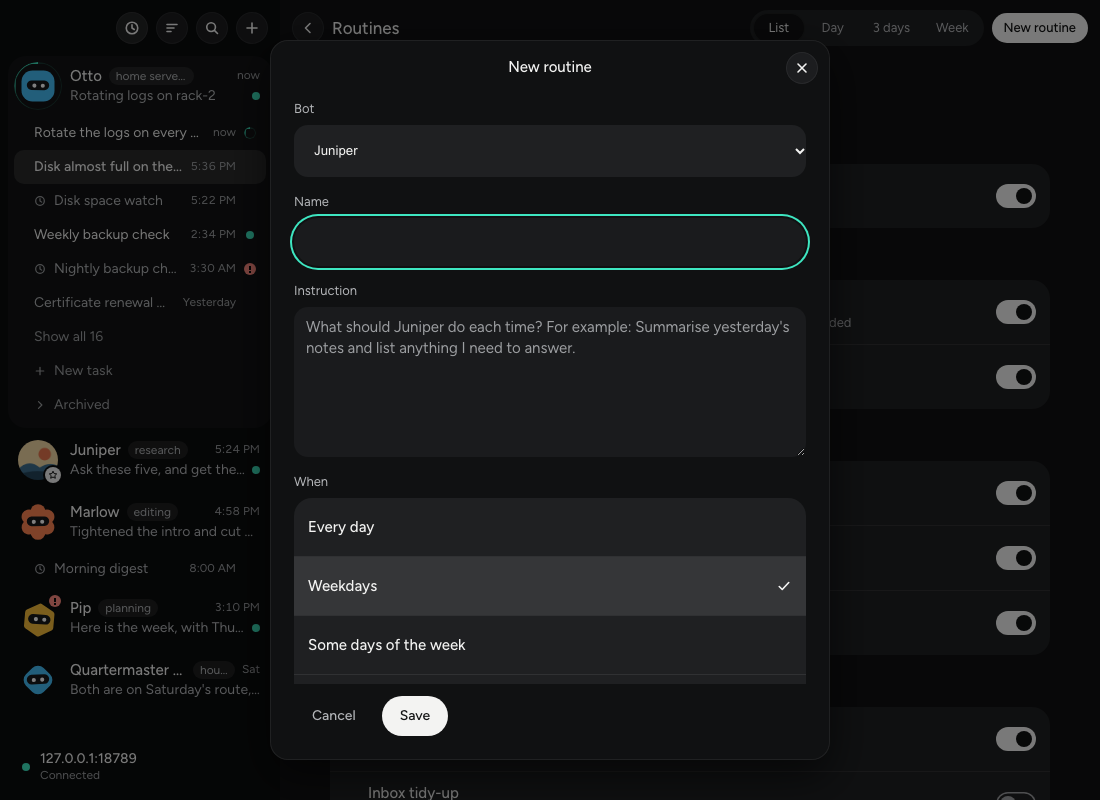 Routines
List
Day
3 days
Week
New routine
Otto
home serve...
now
Rotating logs on rack-2
Rotate the logs on every ...
now
Disk almost full on the...
5:36 PM
Disk space watch
5:22 PM
Weekly backup check
2:34 PM
Nightly backup ch...
3:30 AM
Certificate renewal ...
Yesterday
Show all 16
New task
Archived
Juniper
research
5:24 PM
Ask these five, and get the...
Marlow
editing
4:58 PM
Tightened the intro and cut ...
Morning digest
8:00 AM
Pip
planning
3:10 PM
Here is the week, with Thu...
Quartermaster ...
hou...
Sat
Both are on Saturday's route,...
127.0.0.1:18789
Connected
New routine
Bot
Juniper
Name
Instruction
What should Juniper do each time? For example: Summarise yesterday's
notes and list anything I need to answer.
When
Every day
Weekdays
Some days of the week
Cancel
Save
ded
Inbox tidy-up